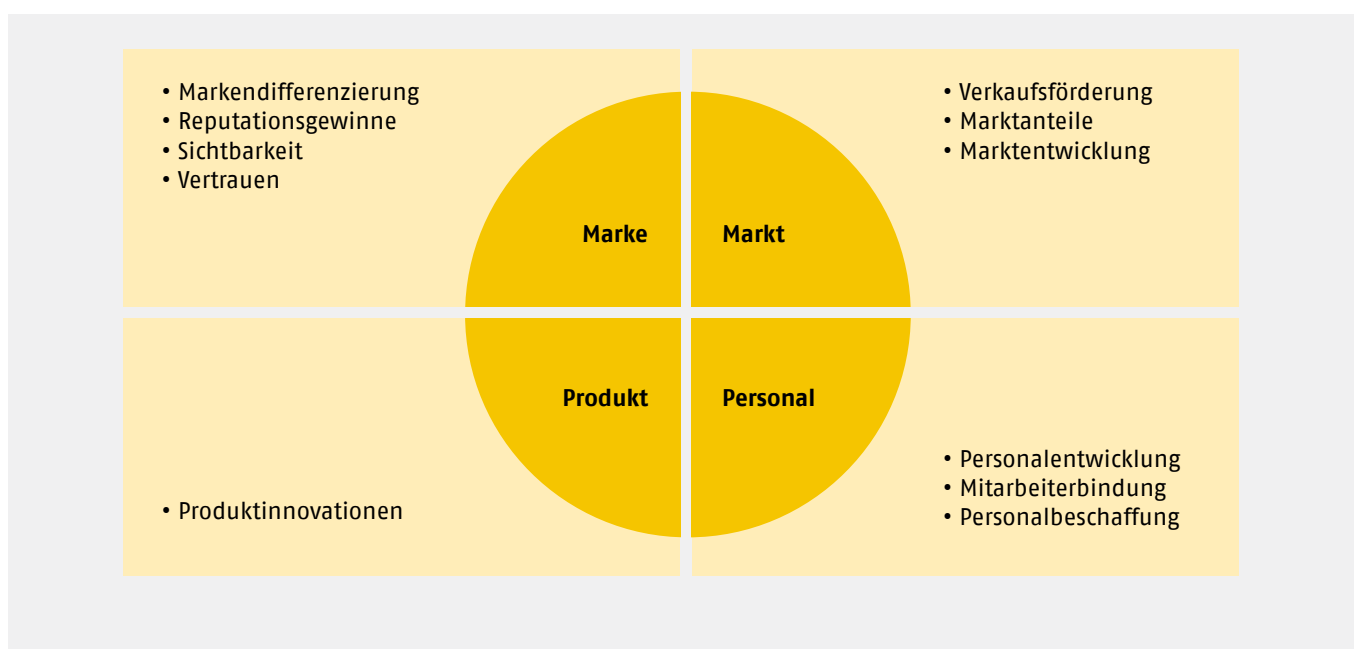 • Markendifferenzierung
• Reputationsgewinne
• Sichtbarkeit
• Vertrauen
• Verkaufsförderung
• Marktanteile
• Marktentwicklung
Marke
Markt
Produkt
Personal
• Produktinnovationen
• Personalentwicklung
• Mitarbeiterbindung
• Personalbeschaffung